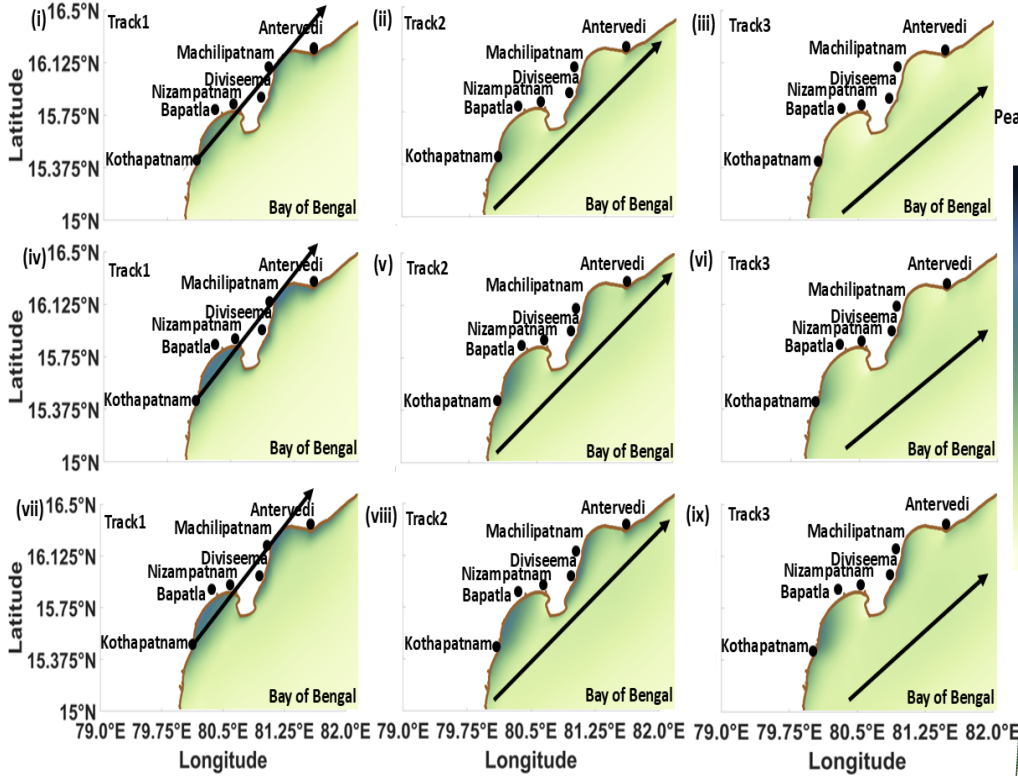 (i)
16.5°N
16.125°N
15.75°N
15.375°N
15°N
Latitude
Track1
Antervedi
Machilipatnam
Diviseema
Nizampatnam
Bapatla
Kothapatnam
Bay of Bengal
(ii)
Track2
Antervedi
Machilipatnam
Diviseema
Nizampatnam
Bapatla
Kothapatnam
Bay of Bengal
(iii)
Track3
Antervedi
Machilipatnam
Diviseema
Nizampatnam
Bapatla
Kothapatnam
Bay of Bengal
(iv)
16.5°N
16.125°N
15.75°N
15.375°N
15°N
Latitude
Track1
Antervedi
Machilipatnam
Diviseema
Nizampatnam
Bapatla
Kothapatnam
Bay of Bengal
(v)
Track2
Antervedi
Machilipatnam
Diviseema
Nizampatnam
Bapatla
Kothapatnam
Bay of Bengal
(vi)
Track3
Antervedi
Machilipatnam
Diviseema
Nizampatnam
Bapatla
Kothapatnam
Bay of Bengal
(vii)
16.5°N
16.125°N
15.75°N
15.375°N
15°N
Latitude
Track1
Antervedi
Machilipatnam
Diviseema
Nizampatnam
Bapatla
Kothapatnam
Bay of Bengal
(viii)
Track2
Antervedi
Machilipatnam
Diviseema
Nizampatnam
Bapatla
Kothapatnam
Bay of Bengal
(ix)
Track3
Antervedi
Machilipatnam
Diviseema
Nizampatnam
Bapatla
Kothapatnam
Bay of Bengal
79.0°E 79.75°E 80.5°E 81.25°E 82.0°E
79.75°E 80.5°E 81.25°E 82.0°E
79.75°E 80.5°E 81.25°E 82.0°E
Longitude
Longitude
Longitude